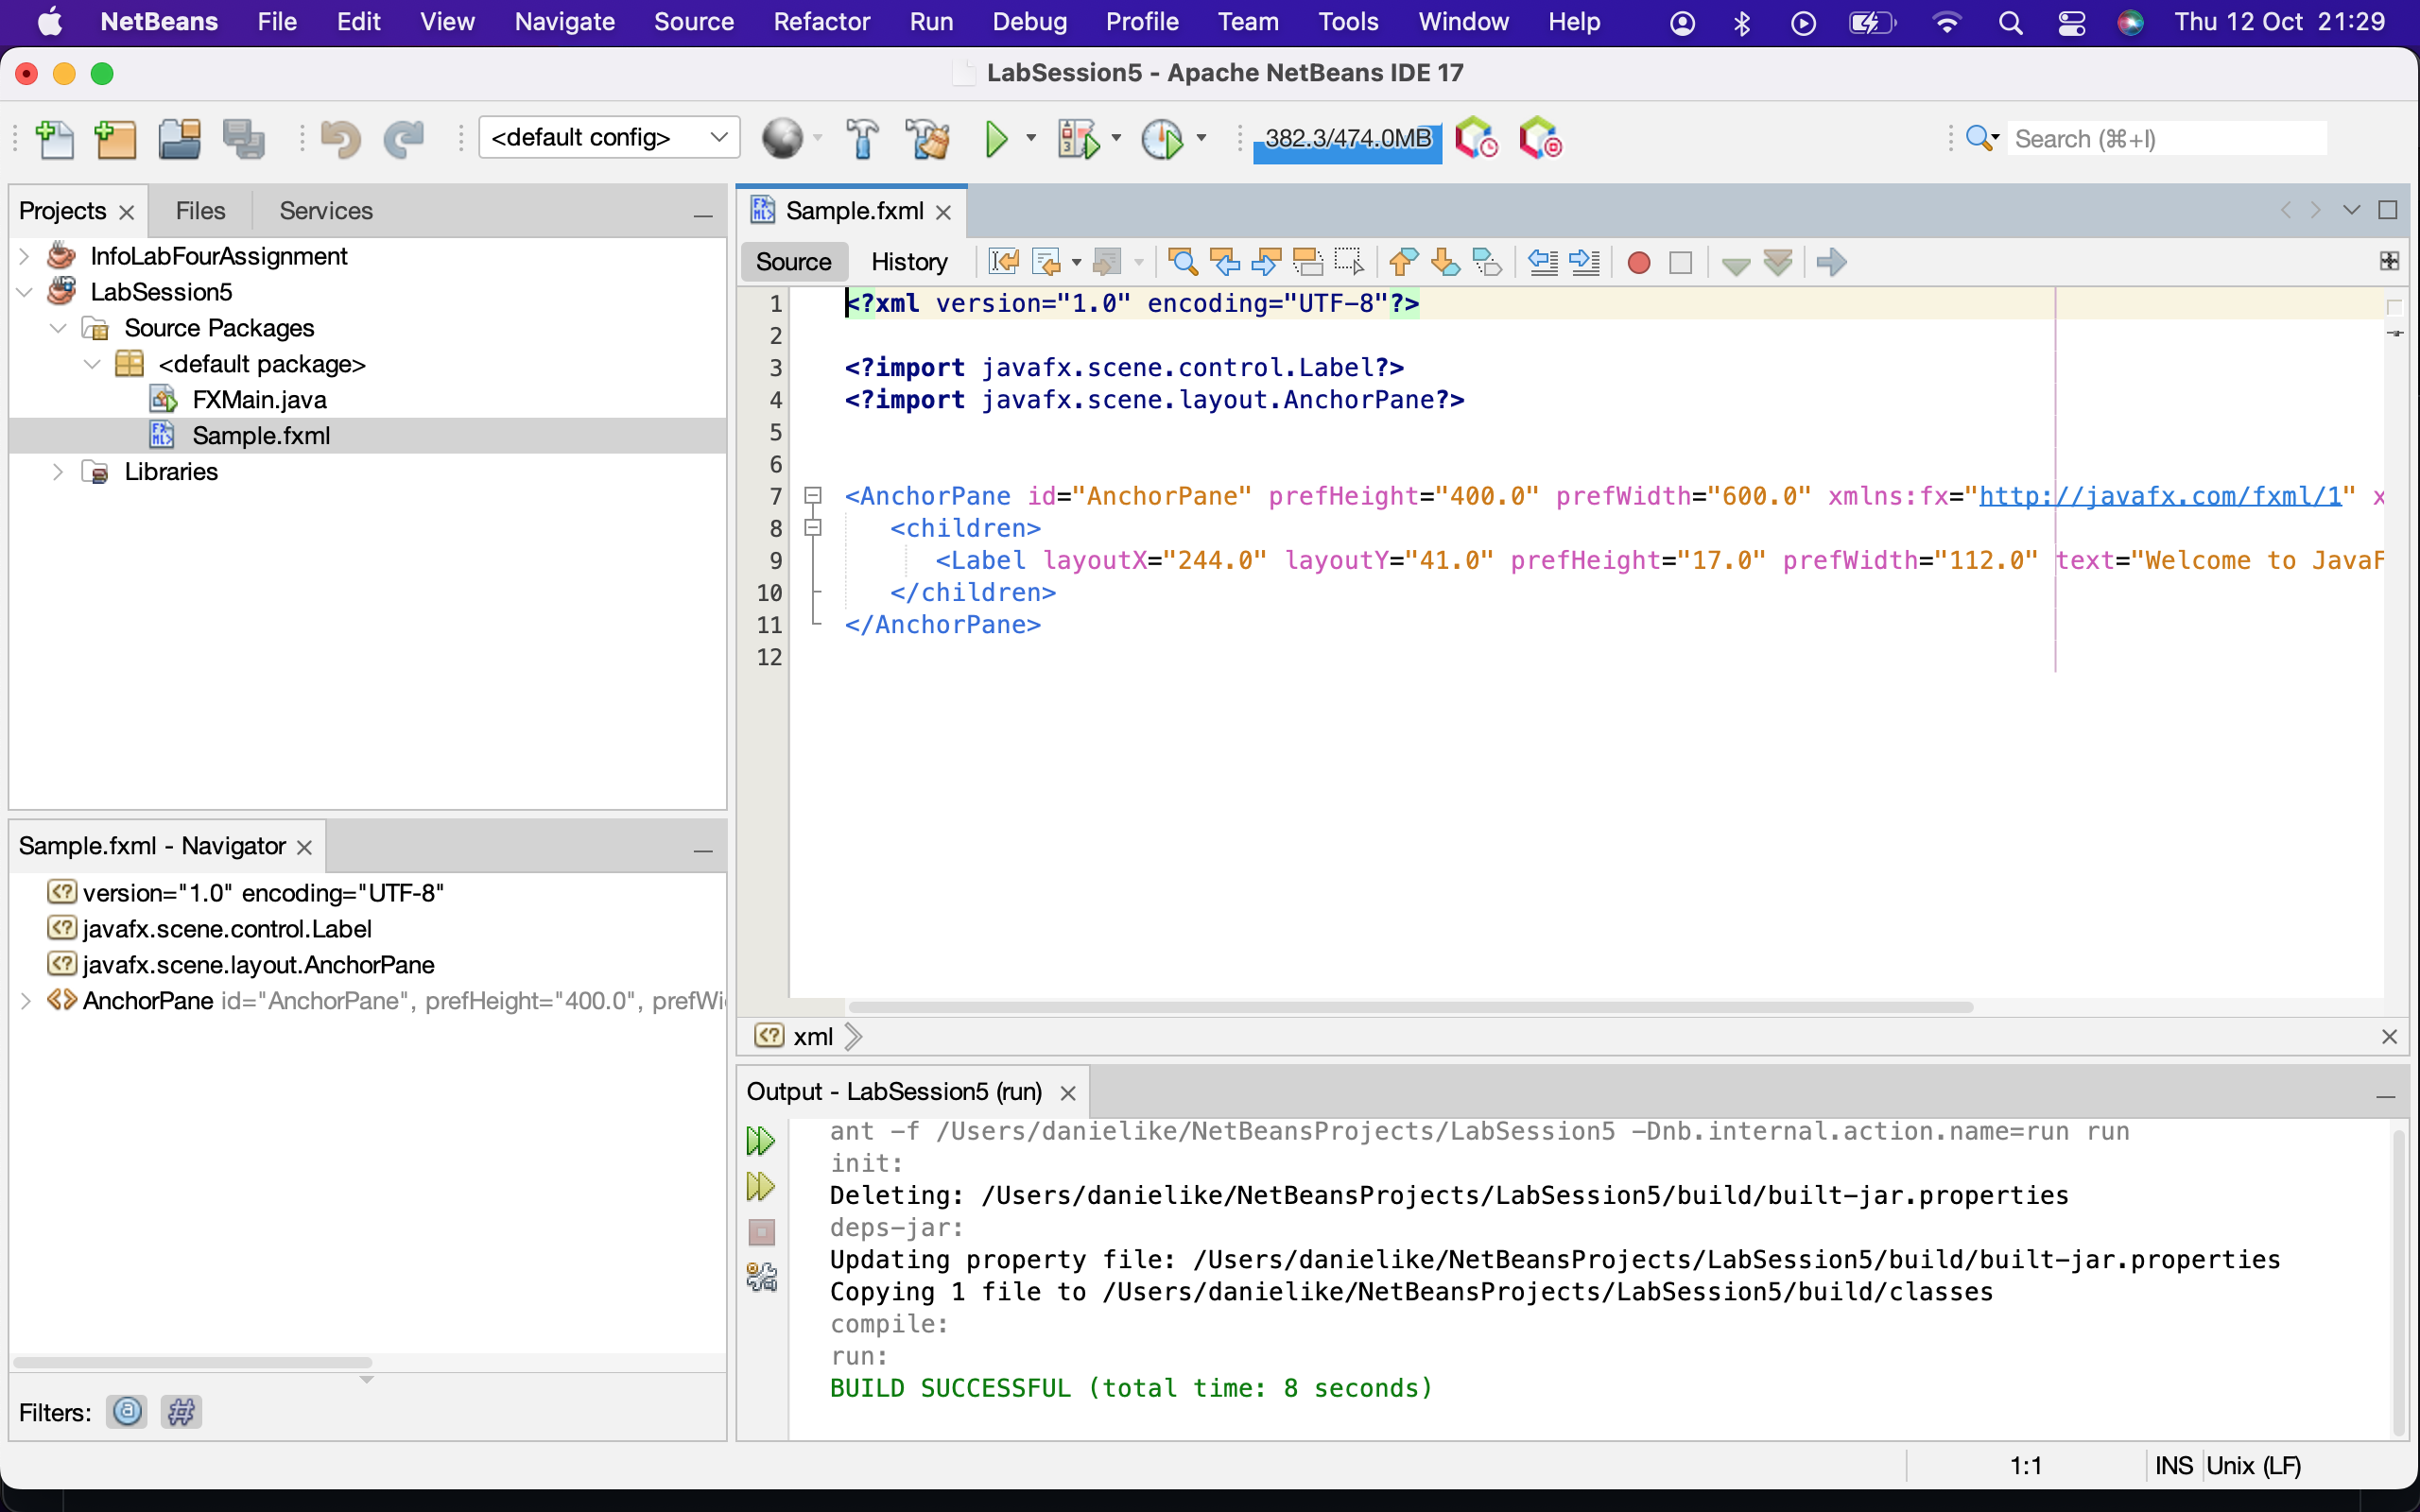 NetBeans File Edit View Navigate Source Refactor Run Debug Profile Team Tools Window Help Thu 12 Oct 21:29
LabSession5 - Apache NetBeans IDE 17
<default config> 382.3/474.0MB Search (⌘+I)
Projects Files Services
InfoLabFourAssignment
LabSession5
Source Packages
<default package>
FXMain.java
Sample.fxml
Libraries
Sample.fxml - Navigator
version="1.0" encoding="UTF-8"
javafx.scene.control.Label
javafx.scene.layout.AnchorPane
AnchorPane id="AnchorPane", prefHeight="400.0", prefWi
Filters:
Sample.fxml
Source History
1 <?xml version="1.0" encoding="UTF-8"?>
2
3 <?import javafx.scene.control.Label?>
4 <?import javafx.scene.layout.AnchorPane?>
5
6
7 <AnchorPane id="AnchorPane" prefHeight="400.0" prefWidth="600.0" xmlns:fx="http://javafx.com/fxml/1" x
8 <children>
9 <Label layoutX="244.0" layoutY="41.0" prefHeight="17.0" prefWidth="112.0" text="Welcome to JavaF
10 </children>
11 </AnchorPane>
12
xml
Output - LabSession5 (run)
ant -f /Users/danielike/NetBeansProjects/LabSession5 -Dnb.internal.action.name=run run
init:
Deleting: /Users/danielike/NetBeansProjects/LabSession5/build/built-jar.properties
deps-jar:
Updating property file: /Users/danielike/NetBeansProjects/LabSession5/build/built-jar.properties
Copying 1 file to /Users/danielike/NetBeansProjects/LabSession5/build/classes
compile:
run:
BUILD SUCCESSFUL (total time: 8 seconds)
1:1 INS Unix (LF)